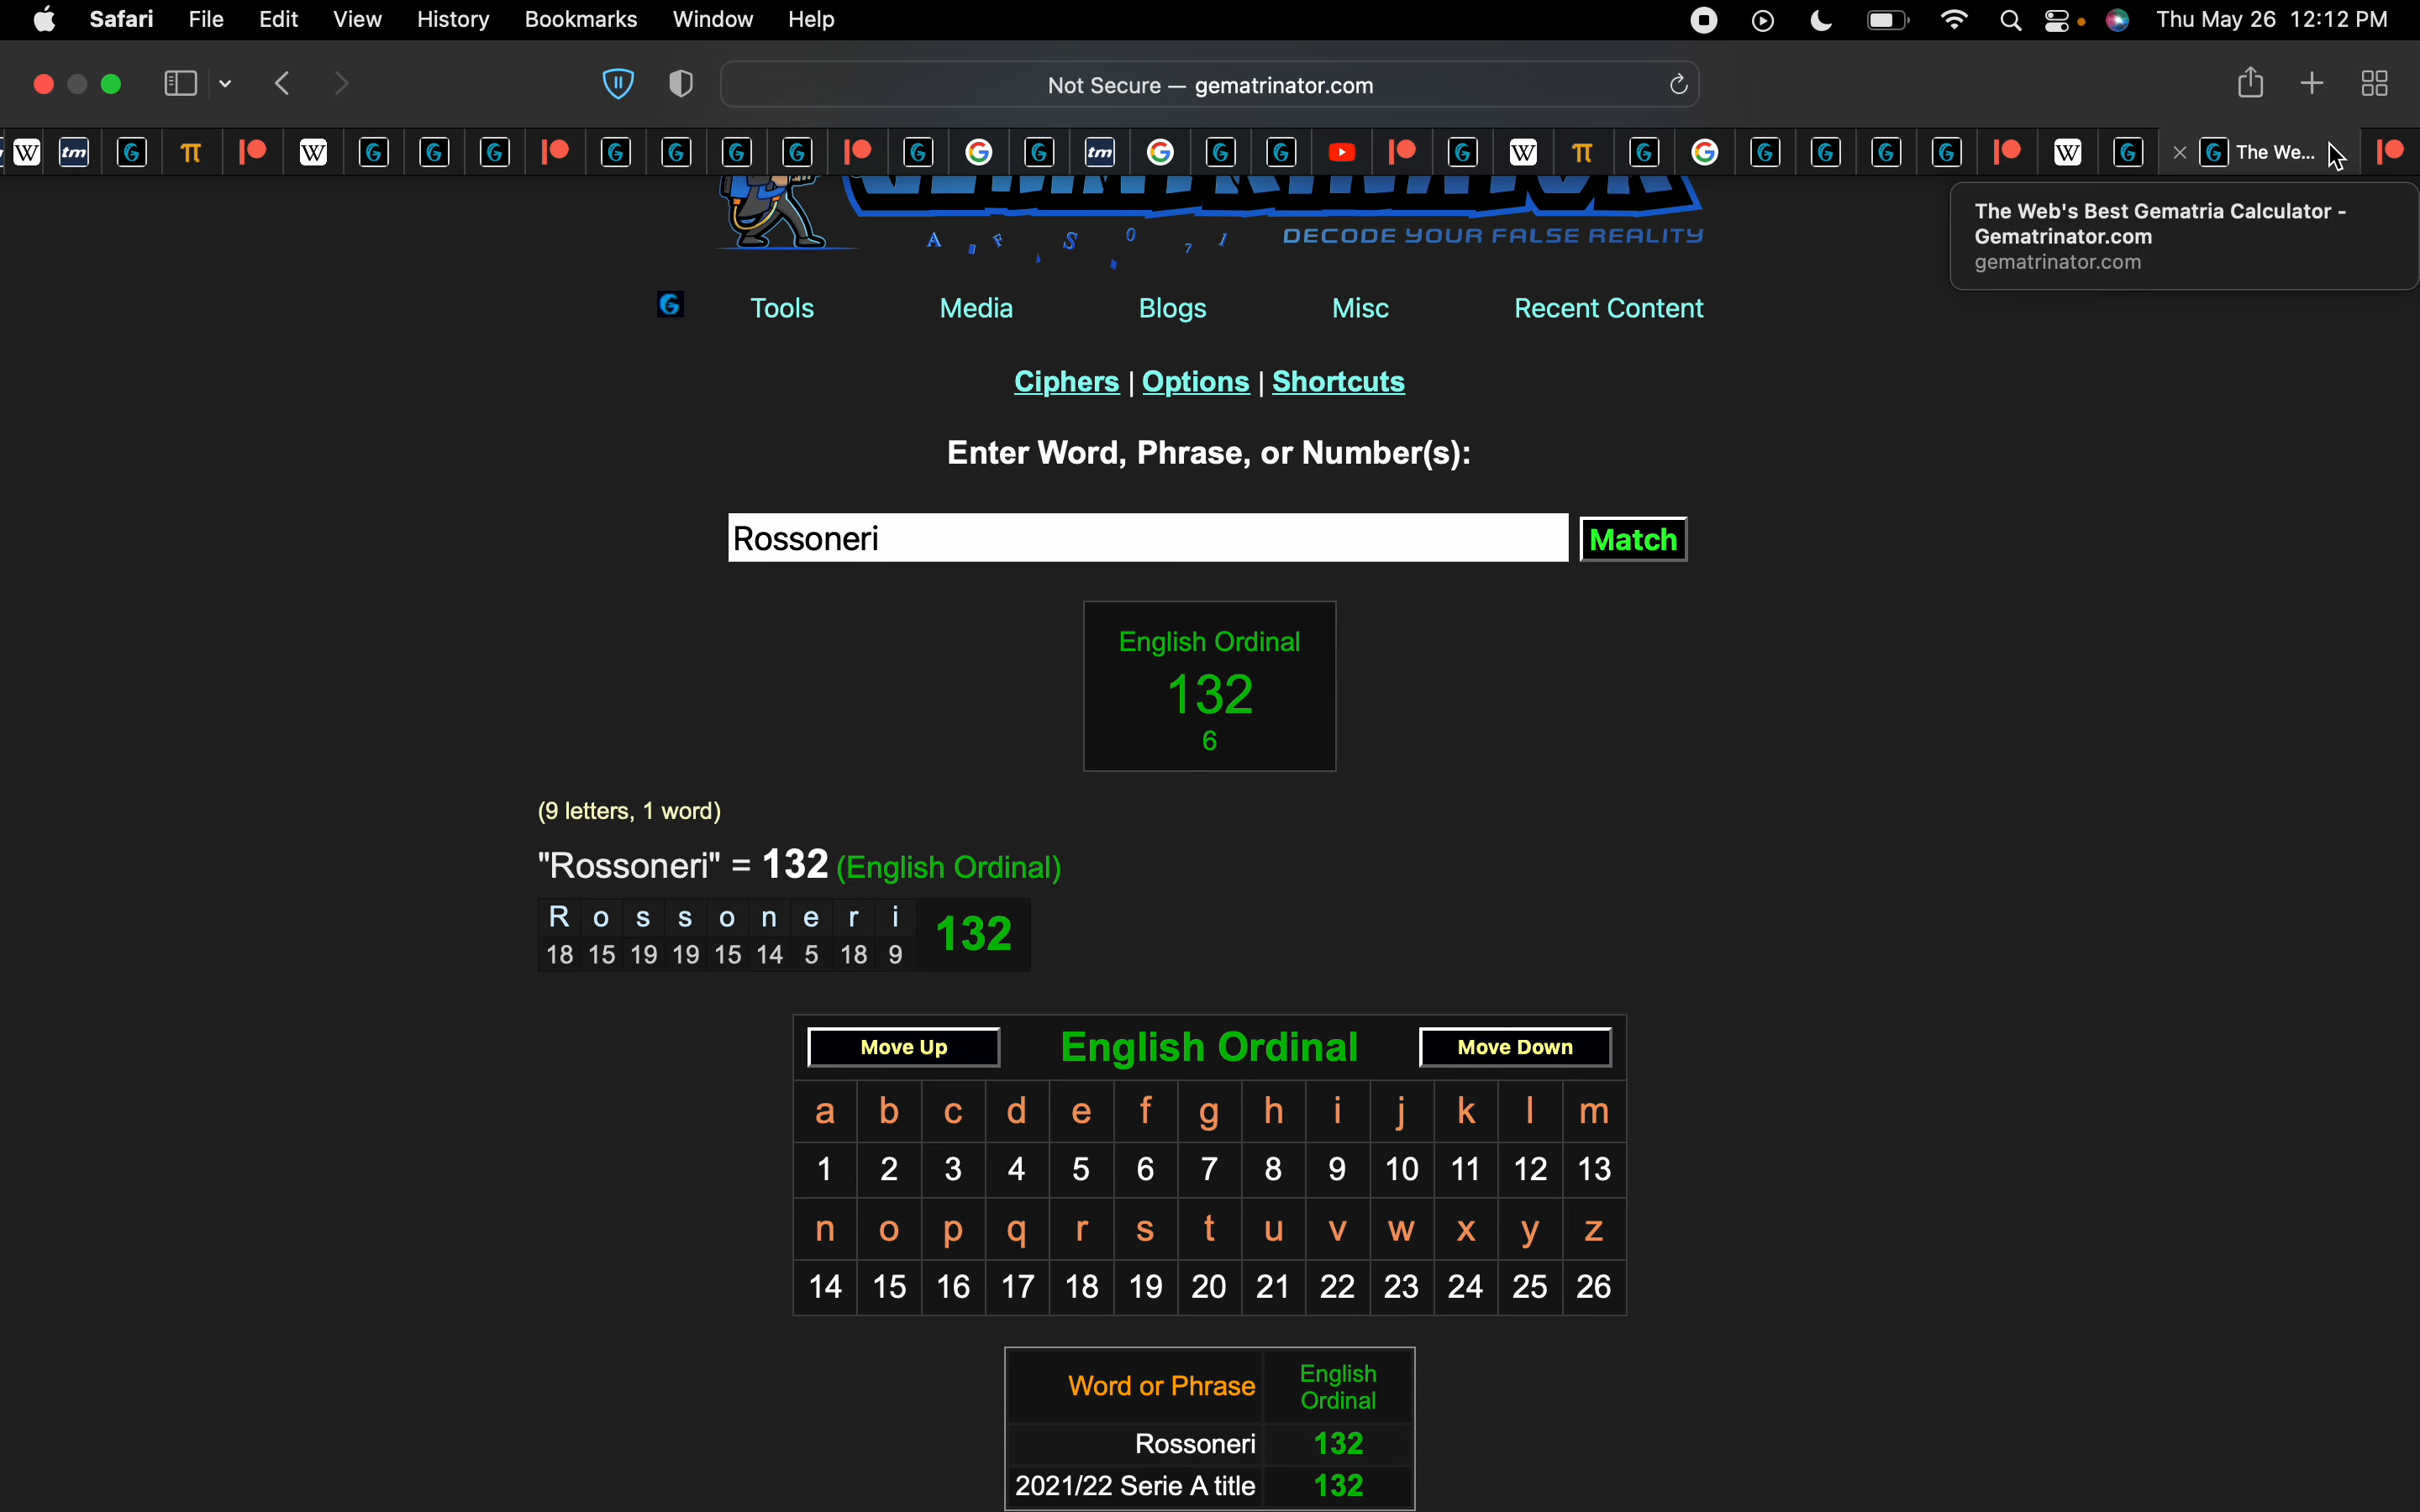 Safari File Edit View History Bookmarks Window Help Thu May 26 12:12 PM
Not Secure — gematrinator.com
The We...
The Web's Best Gematria Calculator -
Gematrinator.com
gematrinator.com
DECODE YOUR FALSE REALITY
Tools Media Blogs Misc Recent Content
Ciphers | Options | Shortcuts
Enter Word, Phrase, or Number(s):
Rossoneri Match
English Ordinal
132
6
(9 letters, 1 word)
"Rossoneri" = 132 (English Ordinal)
R o s s o n e r i 132
18 15 19 19 15 14 5 18 9
Move Up English Ordinal Move Down
a b c d e f g h i j k l m
1 2 3 4 5 6 7 8 9 10 11 12 13
n o p q r s t u v w x y z
14 15 16 17 18 19 20 21 22 23 24 25 26
Word or Phrase English Ordinal
Rossoneri 132
2021/22 Serie A title 132